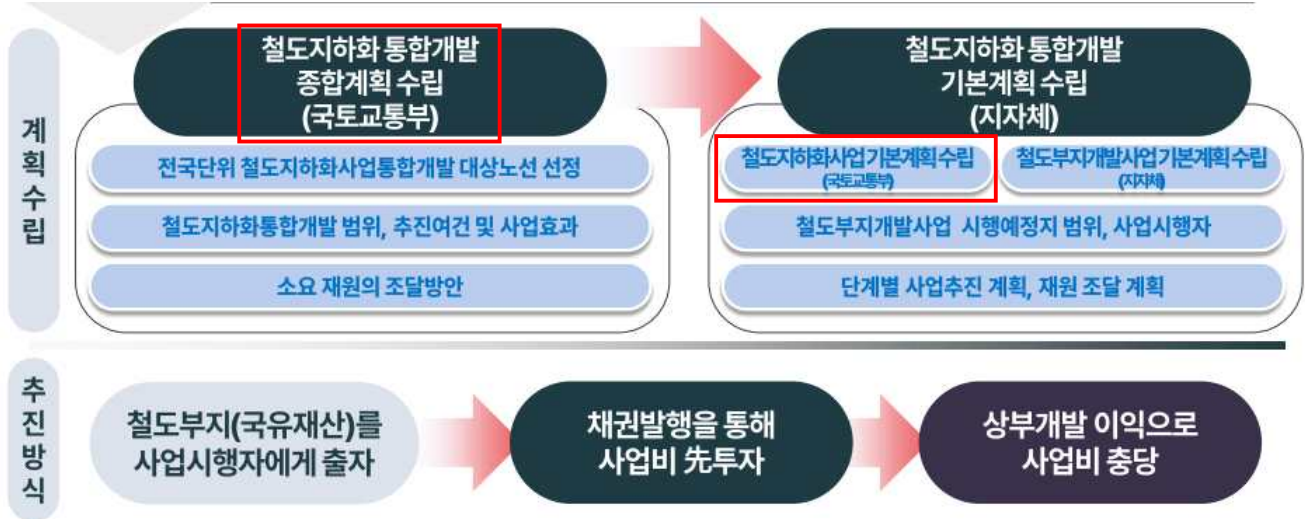 계획수립
철도지하화 통합개발
종합계획 수립
(국토교통부)
전국단위 철도지하화사업통합개발 대상노선 선정
철도지하화통합개발 범위, 추진여건 및 사업효과
소요 재원의 조달방안
철도지하화 통합개발
기본계획 수립
(지자체)
철도지하화사업기본계획수립
(국토교통부)
철도부지개발사업기본계획수립
(지자체)
철도부지개발사업 시행예정지 범위, 사업시행자
단계별 사업추진 계획, 재원 조달 계획
추진방식
철도부지(국유재산)를
사업시행자에게 출자
채권발행을 통해
사업비 先투자
상부개발 이익으로
사업비 충당